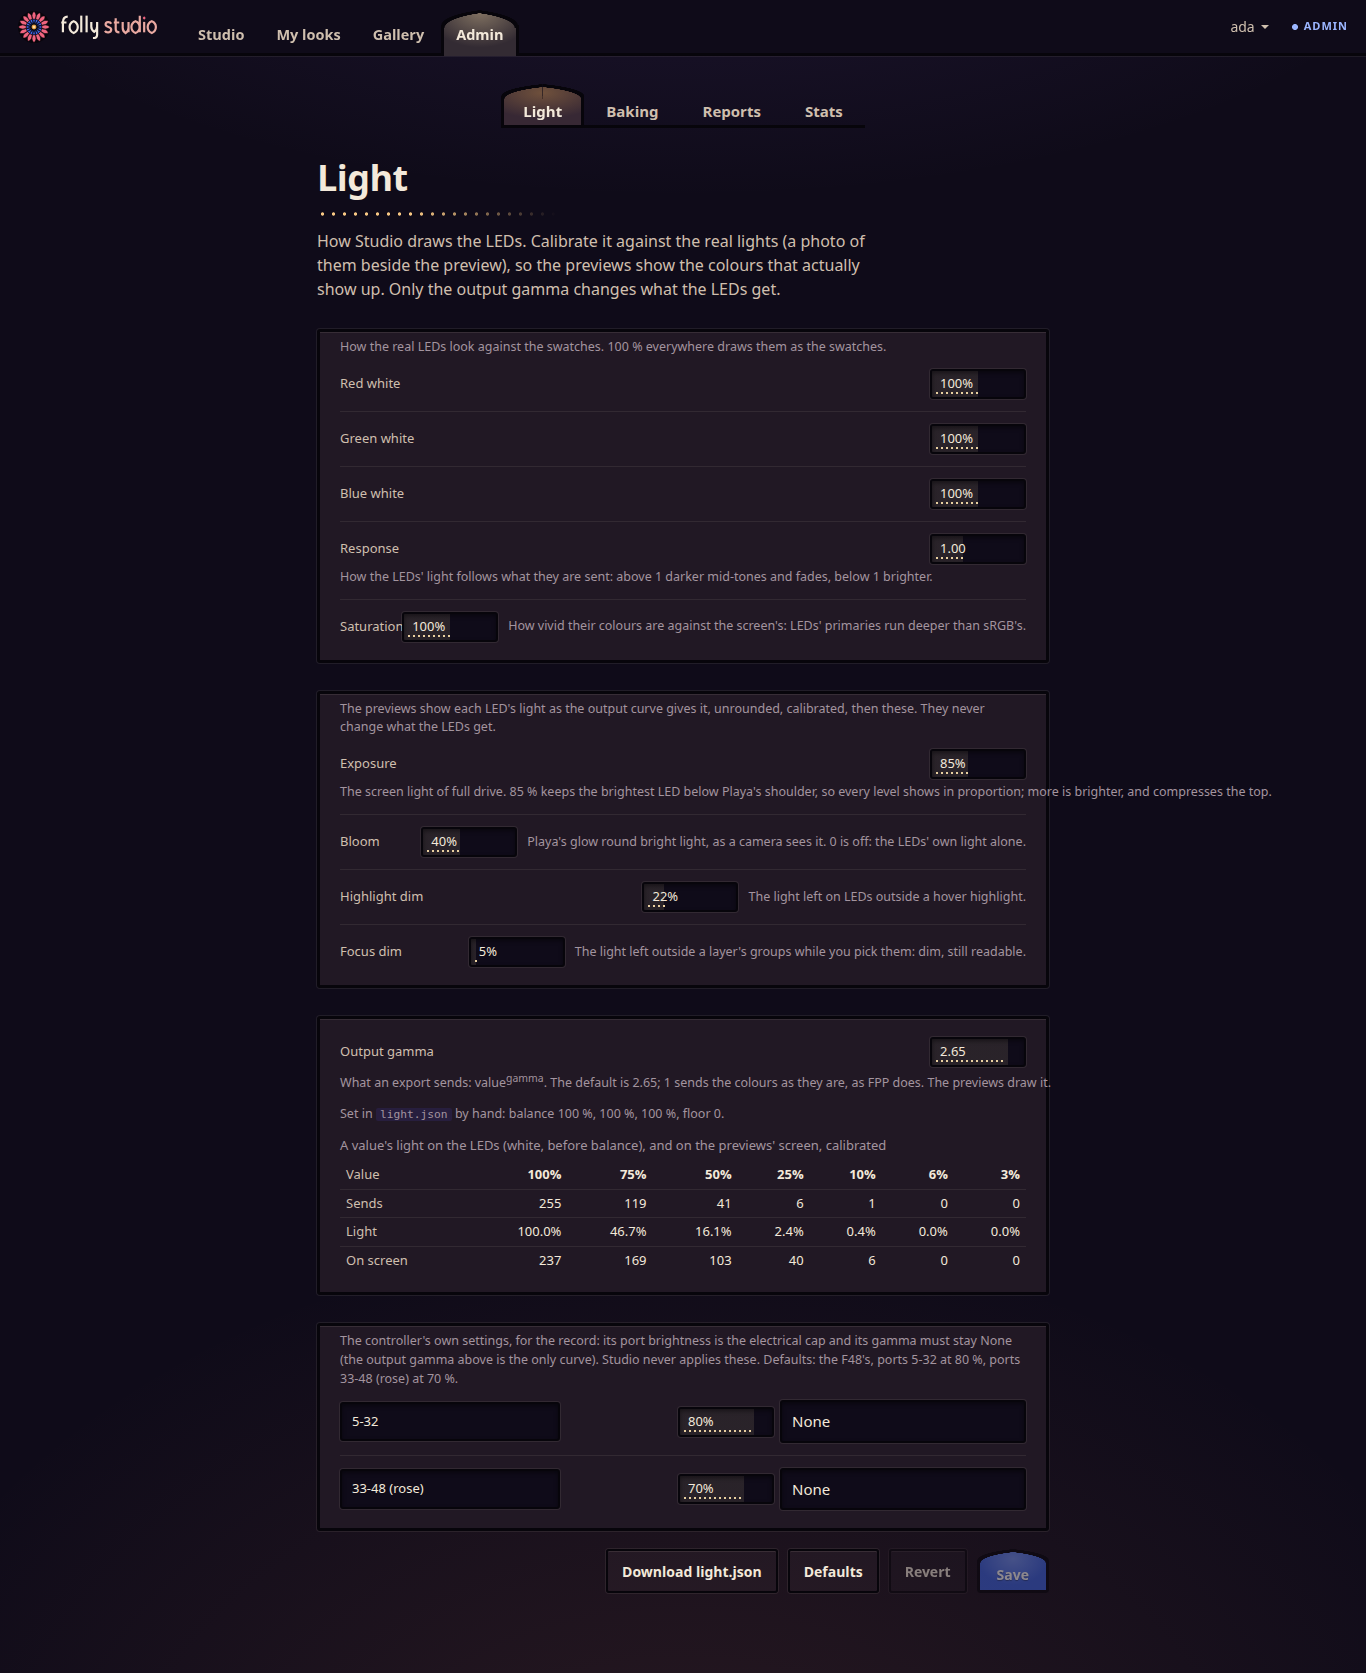 folly studio
Studio
My looks
Gallery
Admin
ada
ADMIN
Light
Baking
Reports
Stats
Light
How Studio draws the LEDs. Calibrate it against the real lights (a photo of
them beside the preview), so the previews show the colours that actually
show up. Only the output gamma changes what the LEDs get.
How the real LEDs look against the swatches. 100 % everywhere draws them as the swatches.
Red white 100%
Green white 100%
Blue white 100%
Response 1.00
How the LEDs' light follows what they are sent: above 1 darker mid-tones and fades, below 1 brighter.
Saturation 100% How vivid their colours are against the screen's: LEDs' primaries run deeper than sRGB's.
The previews show each LED's light as the output curve gives it, unrounded, calibrated, then these. They never
change what the LEDs get.
Exposure 85%
The screen light of full drive. 85 % keeps the brightest LED below Playa's shoulder, so every level shows in proportion; more is brighter, and compresses the top.
Bloom 40% Playa's glow round bright light, as a camera sees it. 0 is off: the LEDs' own light alone.
Highlight dim 22% The light left on LEDs outside a hover highlight.
Focus dim 5% The light left outside a layer's groups while you pick them: dim, still readable.
Output gamma 2.65
What an export sends: value^gamma. The default is 2.65; 1 sends the colours as they are, as FPP does. The previews draw it.
Set in light.json by hand: balance 100 %, 100 %, 100 %, floor 0.
A value's light on the LEDs (white, before balance), and on the previews' screen, calibrated
Value 100% 75% 50% 25% 10% 6% 3%
Sends 255 119 41 6 1 0 0
Light 100.0% 46.7% 16.1% 2.4% 0.4% 0.0% 0.0%
On screen 237 169 103 40 6 0 0
The controller's own settings, for the record: its port brightness is the electrical cap and its gamma must stay None
(the output gamma above is the only curve). Studio never applies these. Defaults: the F48's, ports 5-32 at 80 %, ports
33-48 (rose) at 70 %.
5-32 80% None
33-48 (rose) 70% None
Download light.json
Defaults
Revert
Save